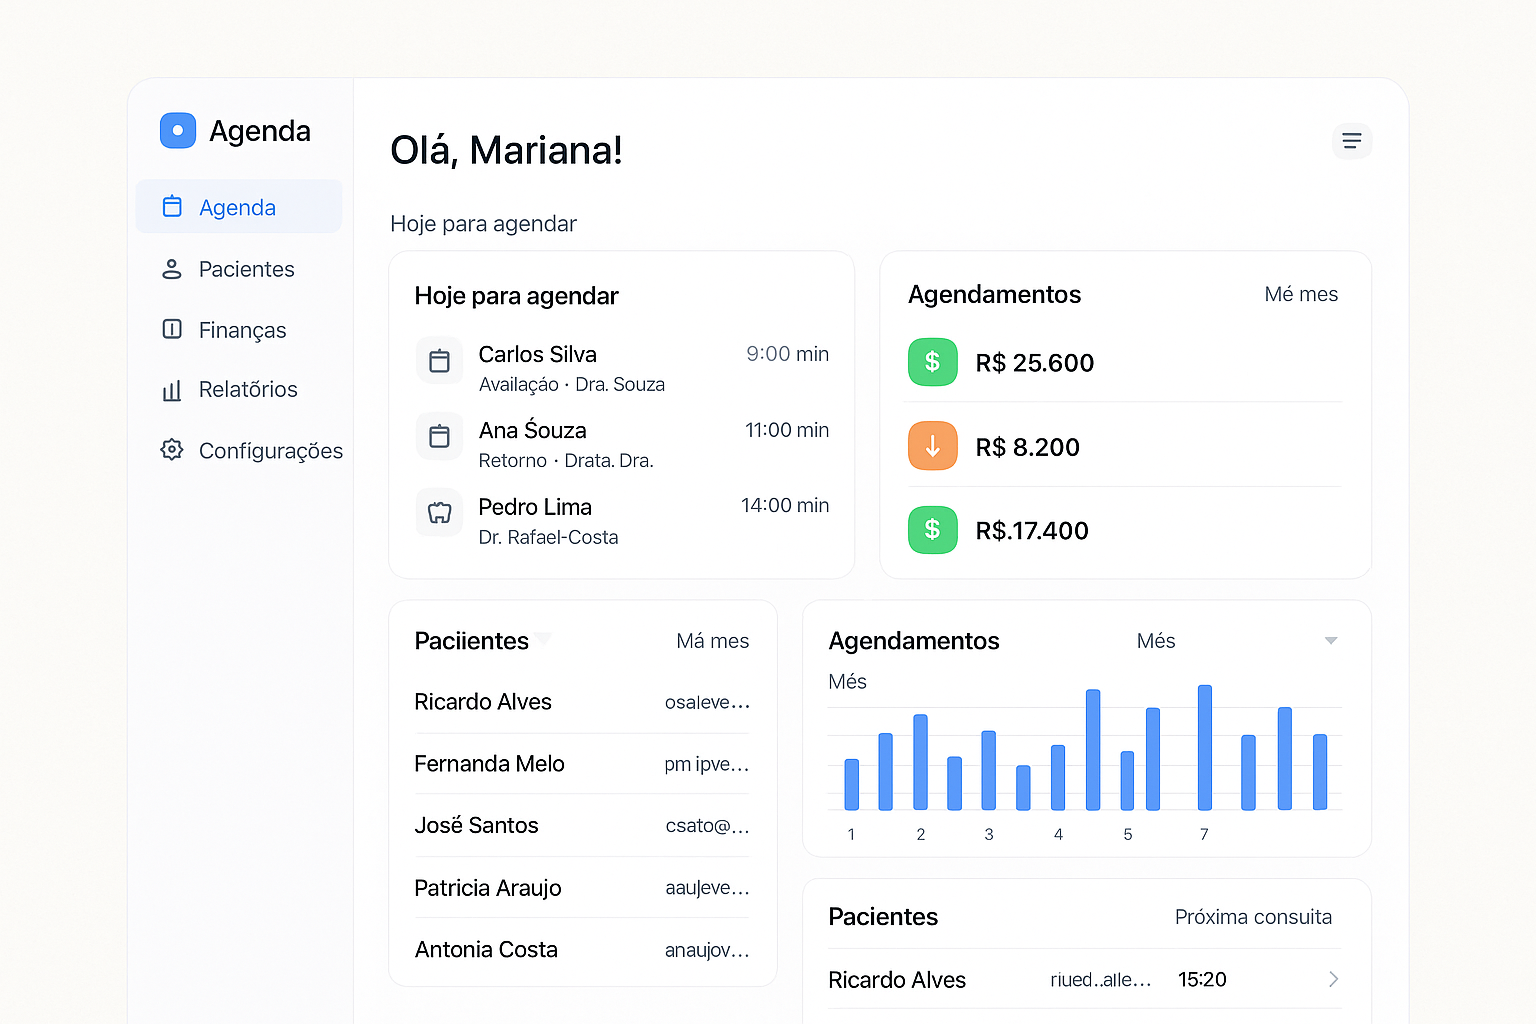 Agenda
Agenda
Pacientes
Finanças
Relatõrios
Confígurações
Olá, Mariana!
Hoje para agendar
Hoje para agendar
Carlos Silva 9:00 min
Availaçáo · Dra. Souza
Ana Śouza 11:00 min
Retorno · Drata. Dra.
Pedro Lima 14:00 min
Dr. Rafael-Costa
Agendamentos Mé mes
$ R$ 25.600
R$ 8.200
$ R$.17.400
Paciientes Má mes
Ricardo Alves osaleve...
Fernanda Melo pm ipve...
José Santos csato@...
Patricia Araujo aaujeve...
Antonia Costa anaujov...
Agendamentos Més
Més
1 2 3 4 5 7
Pacientes Próxima consuita
Ricardo Alves riued..alle... 15:20